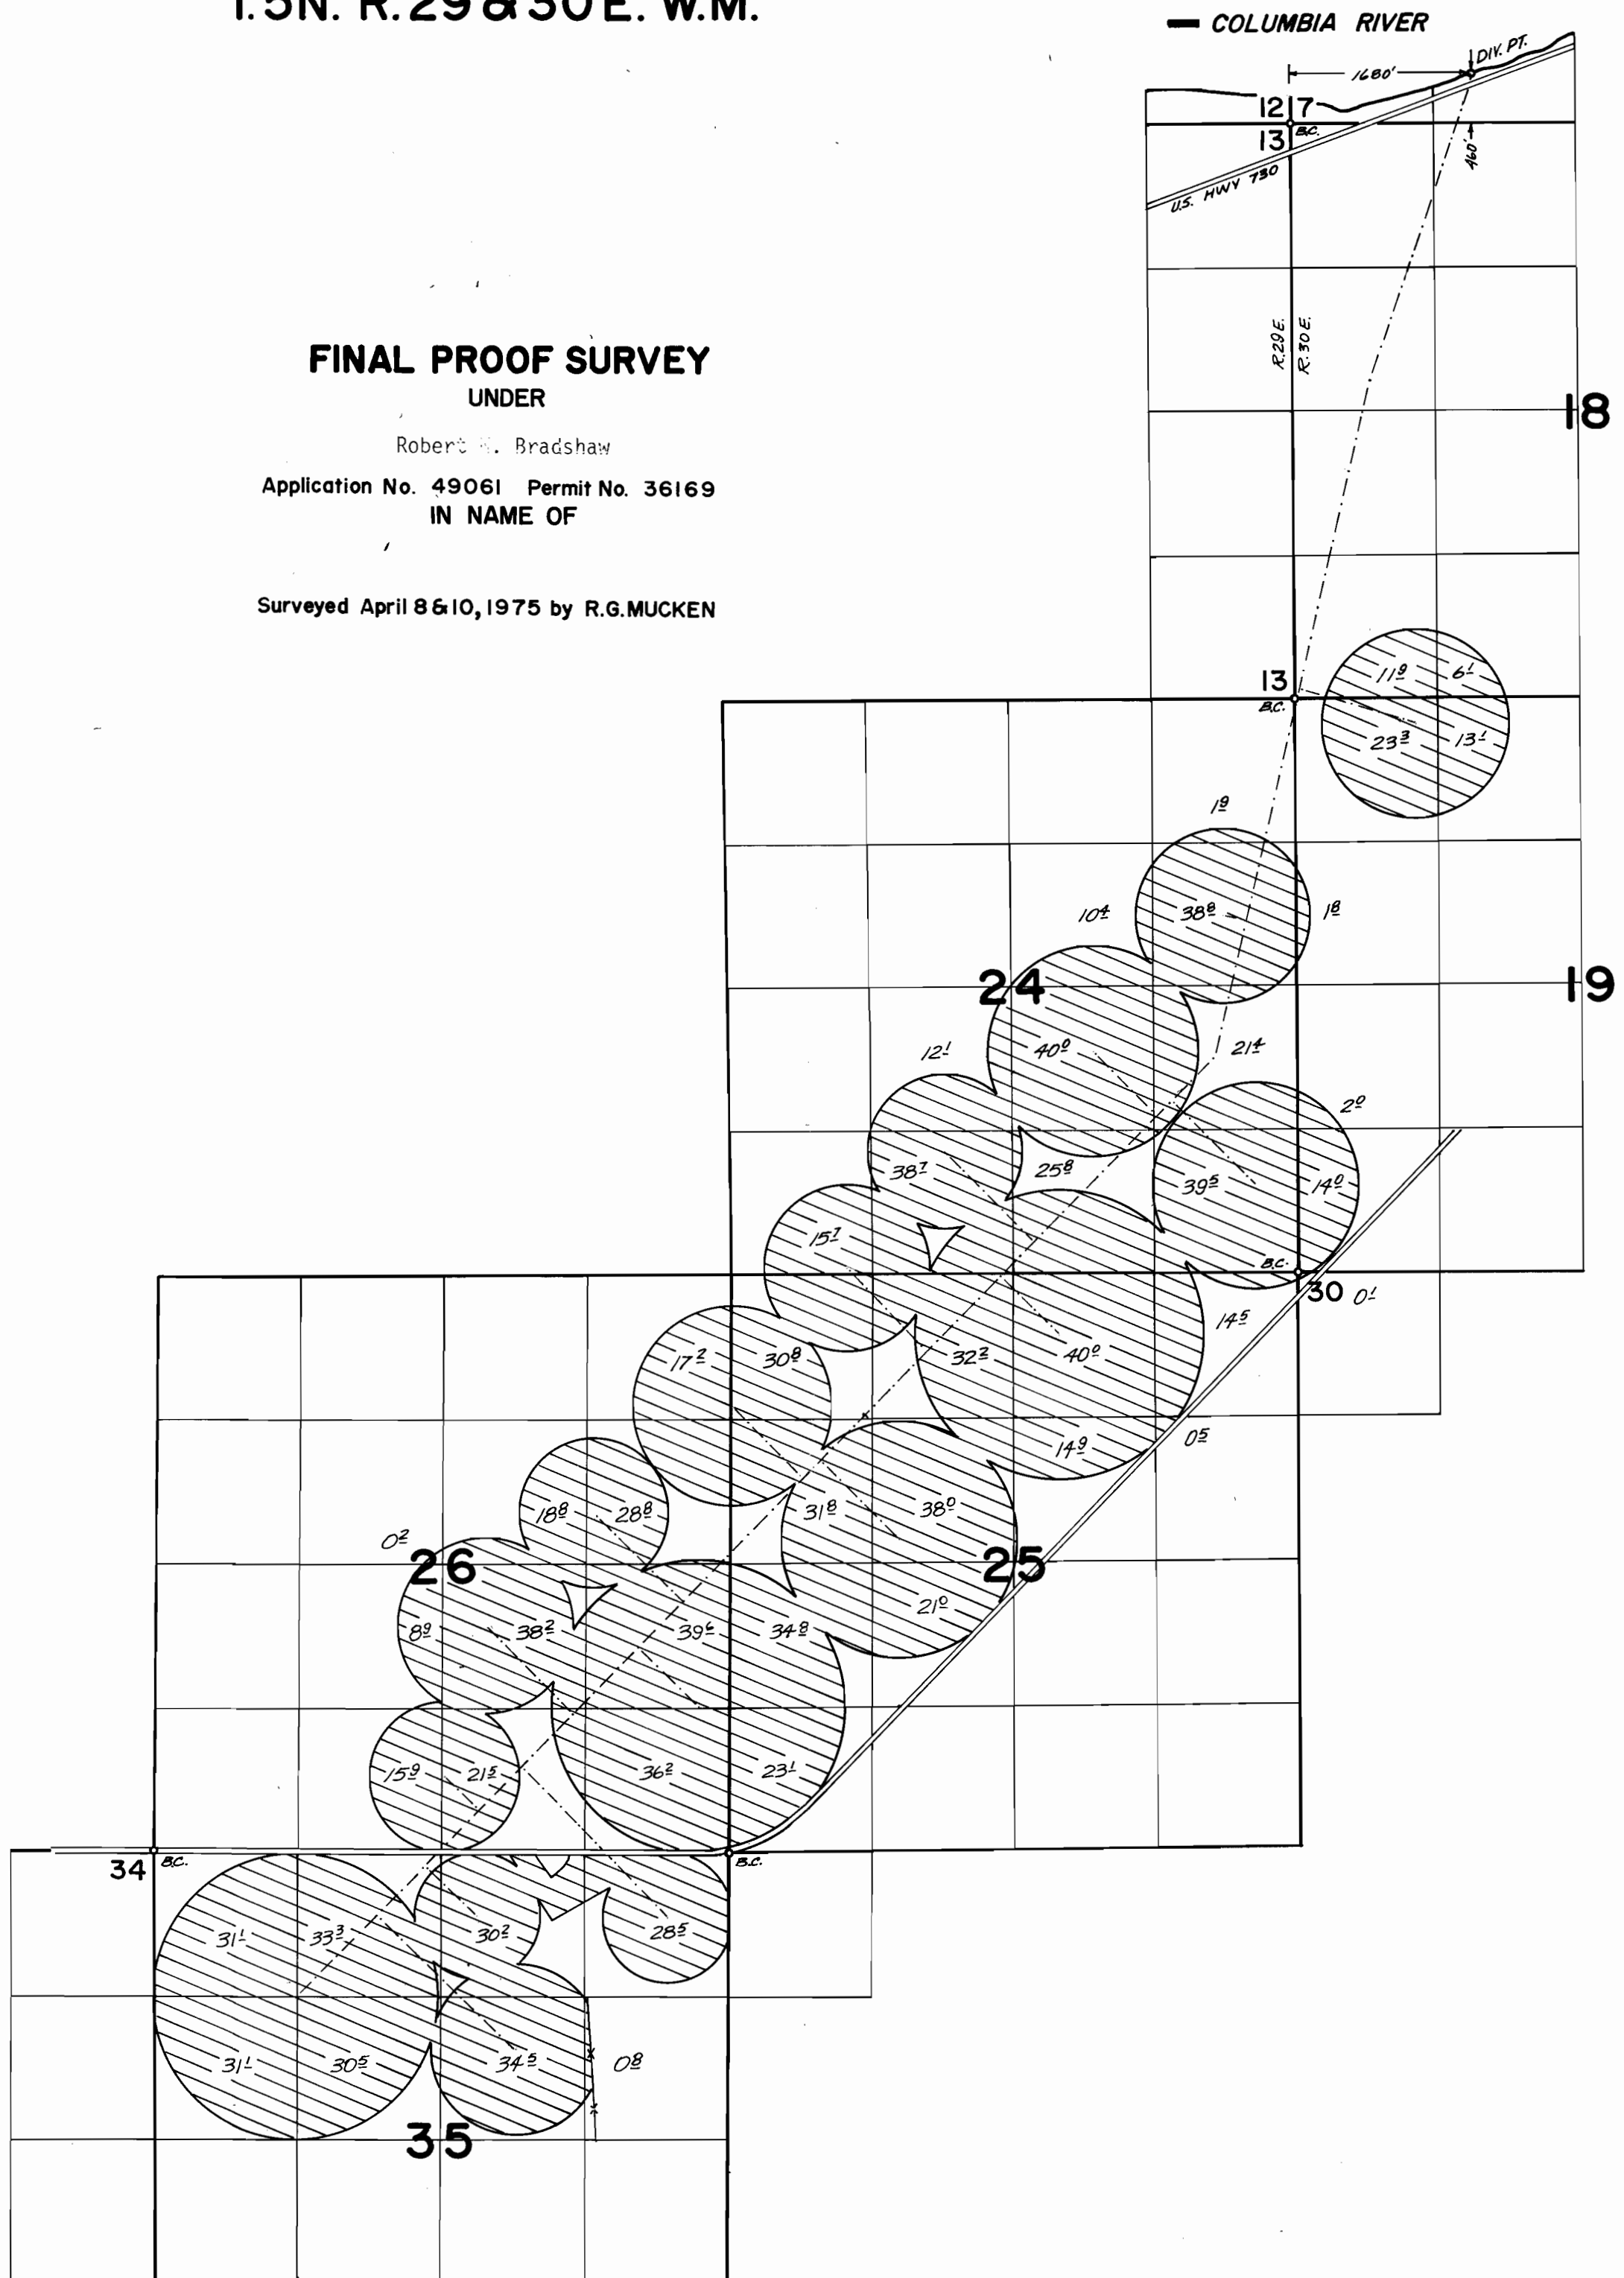 T. 5N. R. 29 & 30 E. W.M.
COLUMBIA RIVER
DIV. PT.
1680'
12 7
13 B.C.
460'
U.S. HWY 730
R.29E.
R.30E.
FINAL PROOF SURVEY
UNDER
Robert Bradshaw
Application No. 49061 Permit No. 36169
IN NAME OF
Surveyed April 8 & 10, 1975 by R.G. MUCKEN
18
13
B.C.
11.9 6.1
23.3 13.1
1.9
10.4 38.8 1.8
24
19
12.1 40.0 21.4
2.0
38.7 25.8 39.5 14.0
15.7
B.C.
30 0.1
14.5
17.2 30.8 32.2 40.0
14.9 0.5
18.8 28.8 31.8 38.0
0.2
26
25
21.0
8.9 38.2 39.6 34.8
15.9 21.5 36.2 23.1
34 B.C.
B.C.
31.1 33.3 30.2 28.5
31.1 30.5 34.5 0.8
35